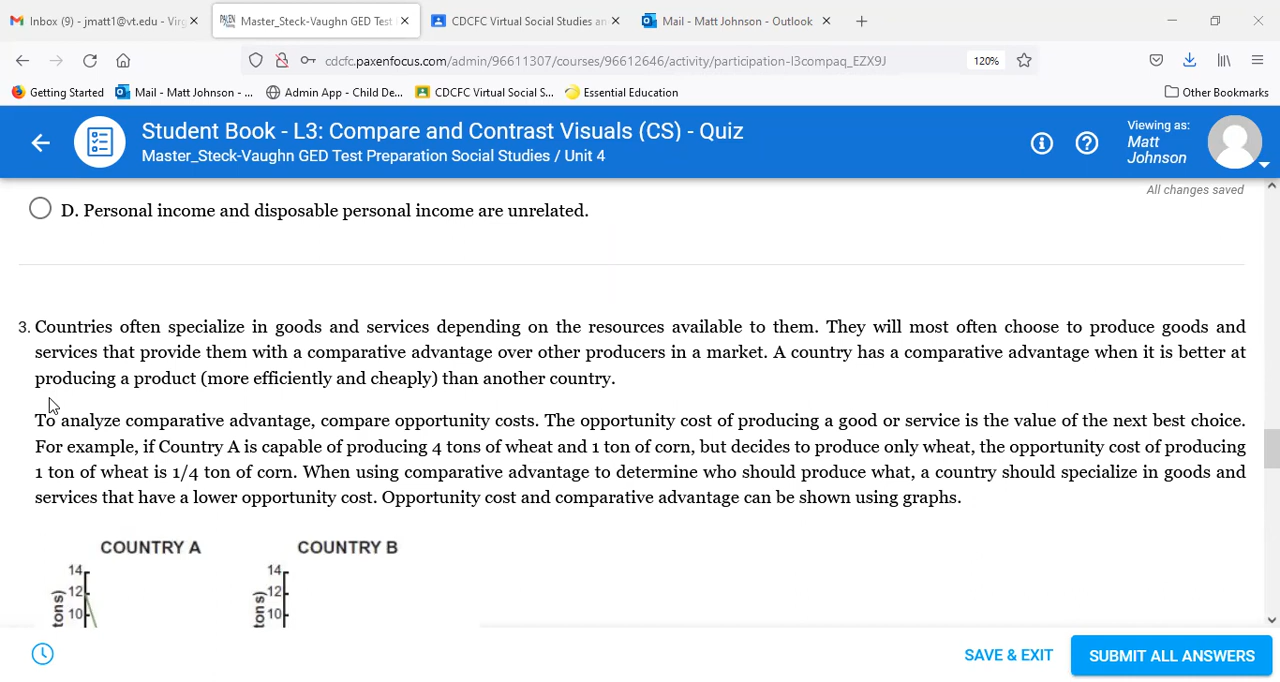 Inbox (9) - jmatt1@vt.edu - Virg
Master_Steck-Vaughn GED Test
CDCFC Virtual Social Studies an
Mail - Matt Johnson - Outlook
cdcfc.paxenfocus.com/admin/96611307/courses/96612646/activity/participation-l3compaq_EZX9J
120%
Getting Started
Mail - Matt Johnson - ...
Admin App - Child De...
CDCFC Virtual Social S...
Essential Education
Other Bookmarks
Student Book - L3: Compare and Contrast Visuals (CS) - Quiz
Master_Steck-Vaughn GED Test Preparation Social Studies / Unit 4
Viewing as:
Matt
Johnson
All changes saved
D. Personal income and disposable personal income are unrelated.
3. Countries often specialize in goods and services depending on the resources available to them. They will most often choose to produce goods and
services that provide them with a comparative advantage over other producers in a market. A country has a comparative advantage when it is better at
producing a product (more efficiently and cheaply) than another country.
To analyze comparative advantage, compare opportunity costs. The opportunity cost of producing a good or service is the value of the next best choice.
For example, if Country A is capable of producing 4 tons of wheat and 1 ton of corn, but decides to produce only wheat, the opportunity cost of producing
1 ton of wheat is 1/4 ton of corn. When using comparative advantage to determine who should produce what, a country should specialize in goods and
services that have a lower opportunity cost. Opportunity cost and comparative advantage can be shown using graphs.
COUNTRY A
14
12
10
tons)
COUNTRY B
14
12
10
tons)
SAVE & EXIT
SUBMIT ALL ANSWERS